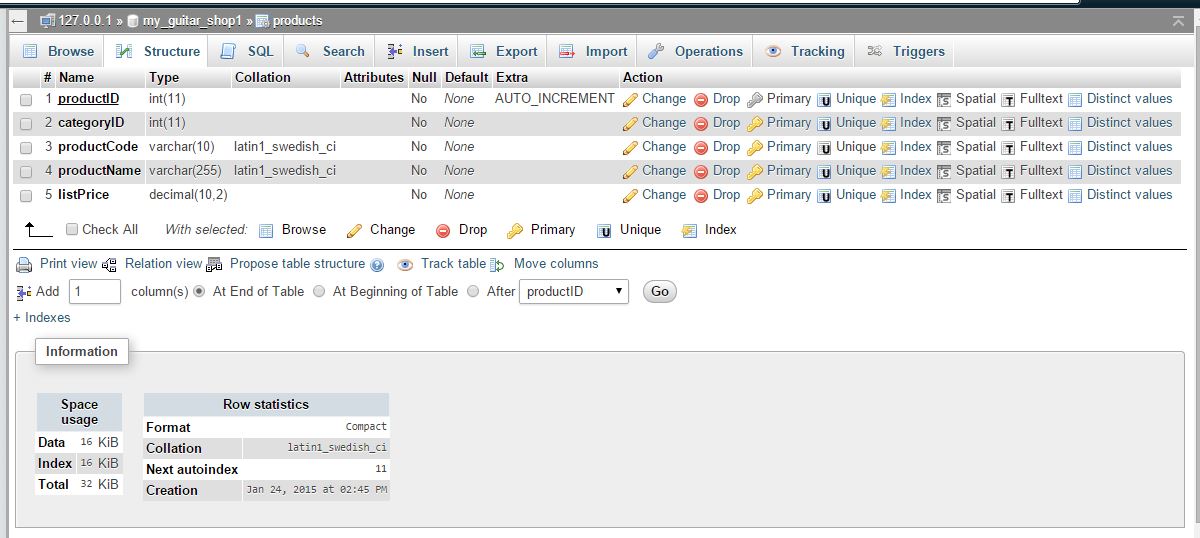 127.0.0.1 » my_guitar_shop1 » products
Browse Structure SQL Search Insert Export Import Operations Tracking Triggers
# Name Type Collation Attributes Null Default Extra Action
1 productID int(11) No None AUTO_INCREMENT Change Drop Primary Unique Index Spatial Fulltext Distinct values
2 categoryID int(11) No None Change Drop Primary Unique Index Spatial Fulltext Distinct values
3 productCode varchar(10) latin1_swedish_ci No None Change Drop Primary Unique Index Spatial Fulltext Distinct values
4 productName varchar(255) latin1_swedish_ci No None Change Drop Primary Unique Index Spatial Fulltext Distinct values
5 listPrice decimal(10,2) No None Change Drop Primary Unique Index Spatial Fulltext Distinct values
Check All With selected: Browse Change Drop Primary Unique Index
Print view Relation view Propose table structure Track table Move columns
Add 1 column(s) At End of Table At Beginning of Table After productID Go
+ Indexes
Information
Space usage
Data 16 KiB
Index 16 KiB
Total 32 KiB
Row statistics
Format Compact
Collation latin1_swedish_ci
Next autoindex 11
Creation Jan 24, 2015 at 02:45 PM